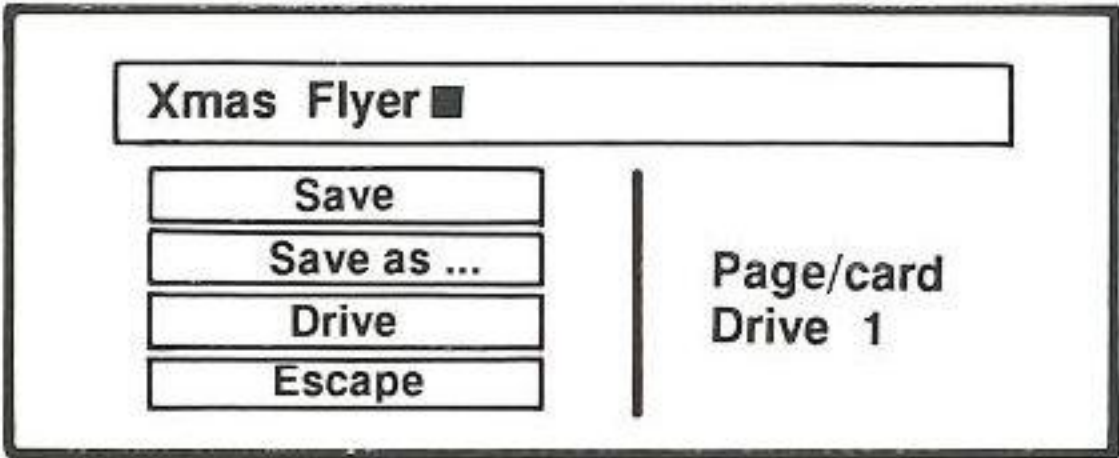 Xmas Flyer
Save
Save as ...
Drive
Escape
Page/card
Drive 1